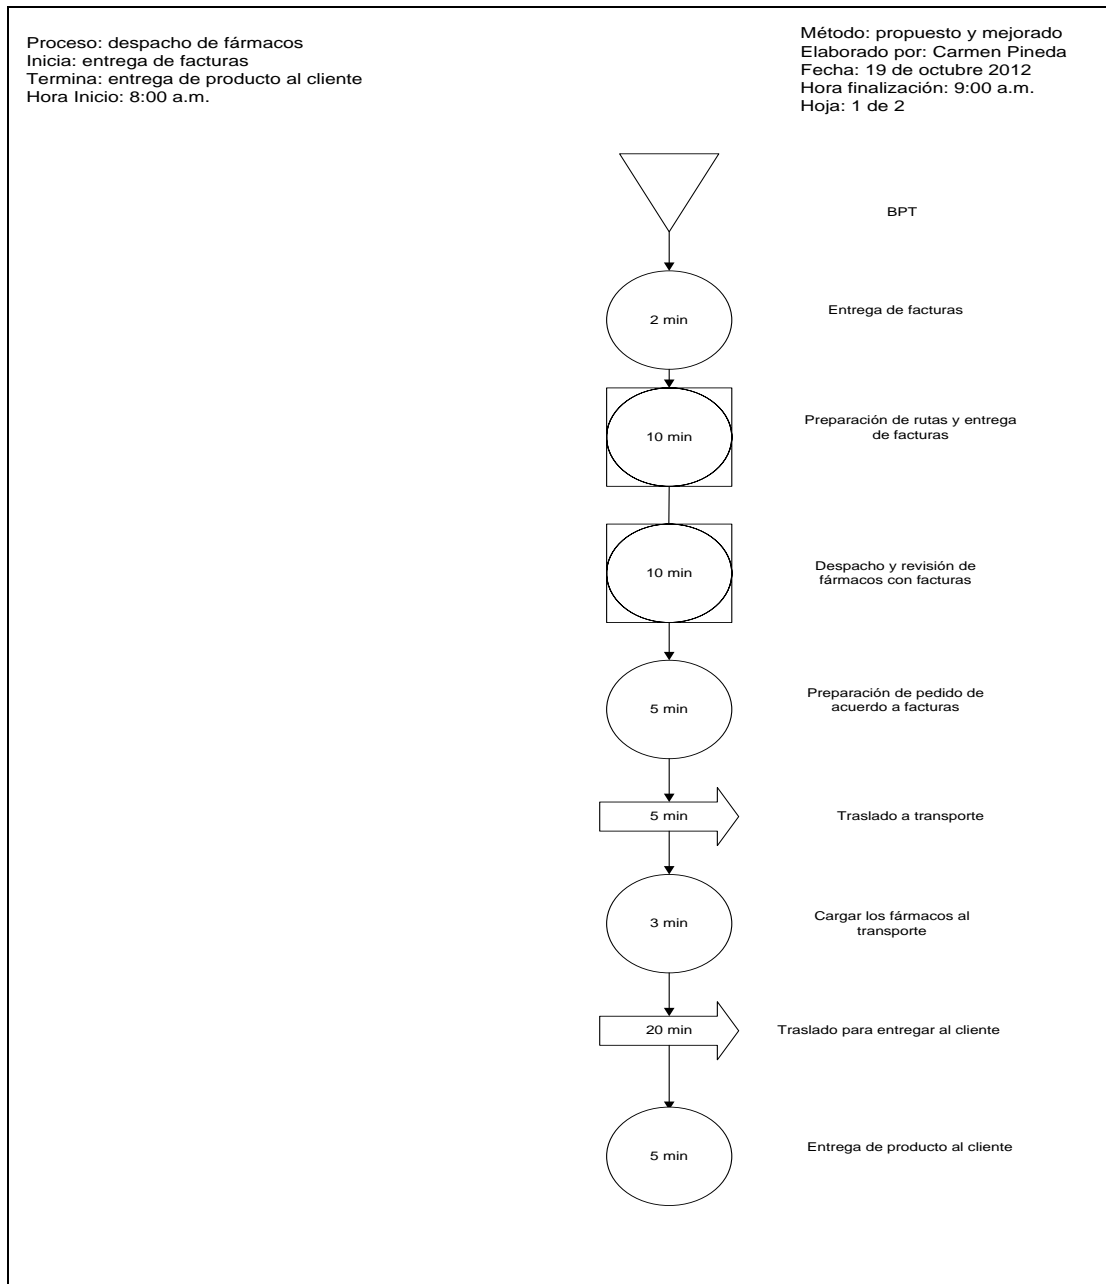 Proceso: despacho de fármacos
Inicia: entrega de facturas
Termina: entrega de producto al cliente
Hora Inicio: 8:00 a.m.
Método: propuesto y mejorado
Elaborado por: Carmen Pineda
Fecha: 19 de octubre 2012
Hora finalización: 9:00 a.m.
Hoja: 1 de 2
BPT
2 min
Entrega de facturas
10 min
Preparación de rutas y entrega
de facturas
10 min
Despacho y revisión de
fármacos con facturas
5 min
Preparación de pedido de
acuerdo a facturas
5 min
Traslado a transporte
3 min
Cargar los fármacos al
transporte
20 min
Traslado para entregar al cliente
5 min
Entrega de producto al cliente